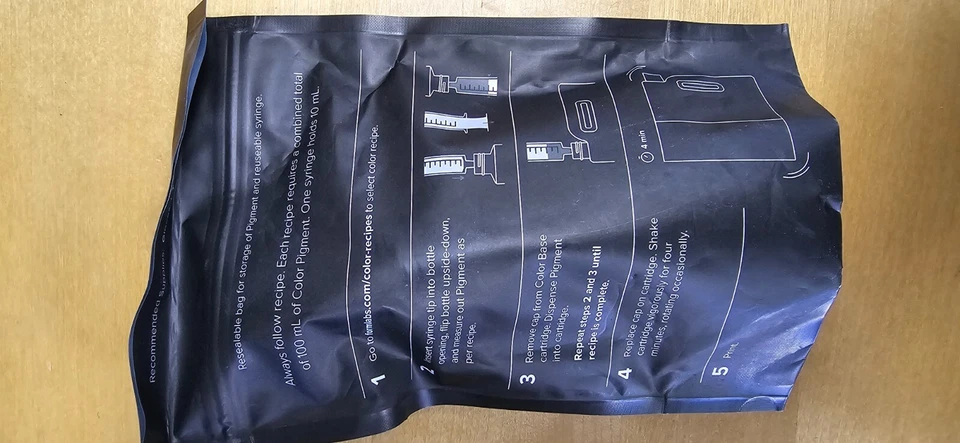 Recommended Supplies
Resealable bag for storage of Pigment and reuseable syringe.
Always follow recipe. Each recipe requires a combined total
of 100 mL of Color Pigment. One syringe holds 10 mL.
1
Go to formlabs.com/color-recipes to select color recipe.
2
Insert syringe tip into bottle
opening, flip bottle upside-down,
and measure out Pigment as
per recipe.
3
Remove cap from Color Base
cartridge. Dispense Pigment
into cartridge.
Repeat steps 2 and 3 until
recipe is complete.
4
Replace cap on cartridge. Shake
cartridge vigorously for four
minutes, rotating occasionally.
4 min
5
Print.